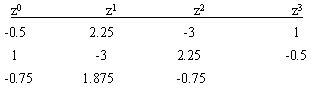 z⁰ z¹ z² z³
-0.5 2.25 -3 1
1 -3 2.25 -0.5
-0.75 1.875 -0.75